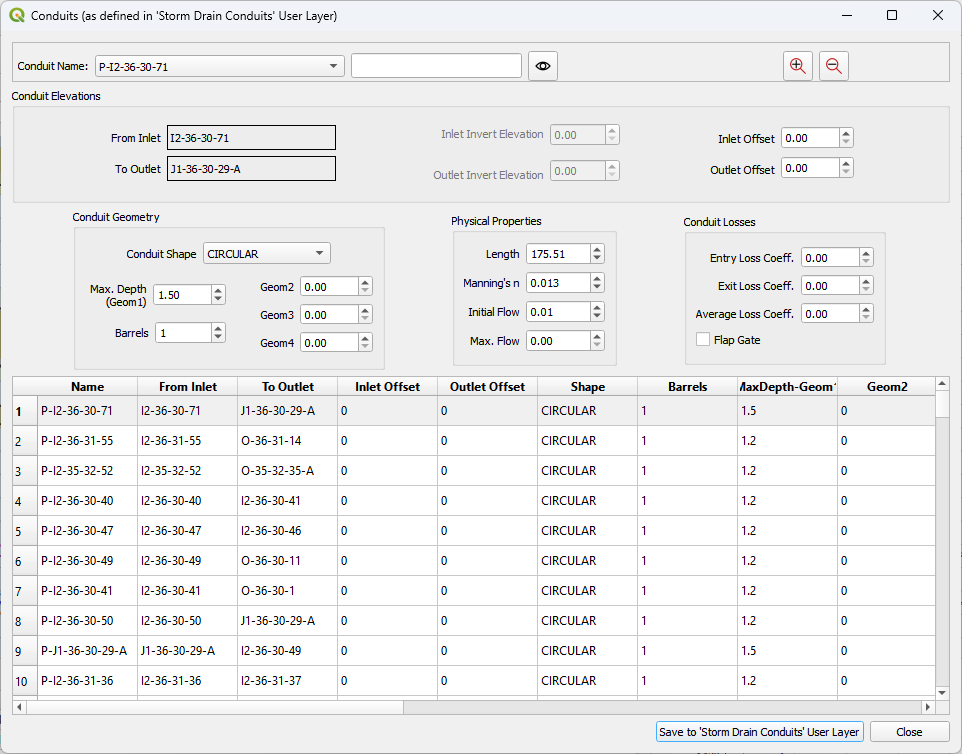 Conduits (as defined in 'Storm Drain Conduits' User Layer)
Conduit Name: P-I2-36-30-71
Conduit Elevations
From Inlet I2-36-30-71 Inlet Invert Elevation 0.00 Inlet Offset 0.00
To Outlet J1-36-30-29-A Outlet Invert Elevation 0.00 Outlet Offset 0.00
Conduit Geometry
Conduit Shape CIRCULAR
Max. Depth
(Geom1) 1.50
Barrels 1
Geom2 0.00
Geom3 0.00
Geom4 0.00
Physical Properties
Length 175.51
Manning's n 0.013
Initial Flow 0.01
Max. Flow 0.00
Conduit Losses
Entry Loss Coeff. 0.00
Exit Loss Coeff. 0.00
Average Loss Coeff. 0.00
Flap Gate
Name From Inlet To Outlet Inlet Offset Outlet Offset Shape Barrels MaxDepth-Geom1 Geom2
1 P-I2-36-30-71 I2-36-30-71 J1-36-30-29-A 0 0 CIRCULAR 1 1.5 0
2 P-I2-36-31-55 I2-36-31-55 O-36-31-14 0 0 CIRCULAR 1 1.2 0
3 P-I2-35-32-52 I2-35-32-52 O-35-32-35-A 0 0 CIRCULAR 1 1.2 0
4 P-I2-36-30-40 I2-36-30-40 I2-36-30-41 0 0 CIRCULAR 1 1.2 0
5 P-I2-36-30-47 I2-36-30-47 I2-36-30-46 0 0 CIRCULAR 1 1.2 0
6 P-I2-36-30-49 I2-36-30-49 O-36-30-11 0 0 CIRCULAR 1 1.2 0
7 P-I2-36-30-41 I2-36-30-41 O-36-30-1 0 0 CIRCULAR 1 1.2 0
8 P-I2-36-30-50 I2-36-30-50 J1-36-30-29-A 0 0 CIRCULAR 1 1.2 0
9 P-J1-36-30-29-A J1-36-30-29-A I2-36-30-49 0 0 CIRCULAR 1 1.5 0
10 P-I2-36-31-36 I2-36-31-36 I2-36-31-37 0 0 CIRCULAR 1 1.2 0
Save to 'Storm Drain Conduits' User Layer Close